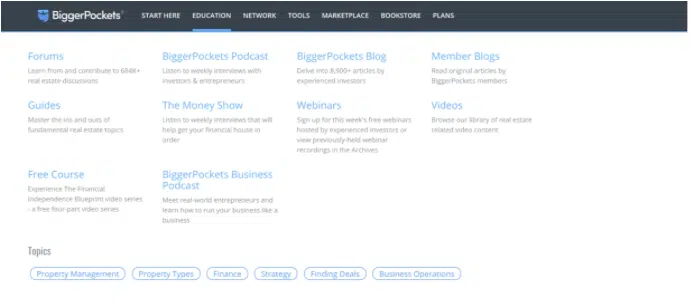 BiggerPockets
START HERE EDUCATION NETWORK TOOLS MARKETPLACE BOOKSTORE PLANS
Forums
Learn from and contribute to 684K+
real estate discussions
BiggerPockets Podcast
Listen to weekly interviews with
investors & entrepreneurs
BiggerPockets Blog
Delve into 8,900+ articles by
experienced investors
Member Blogs
Read original articles by
BiggerPockets members
Guides
Master the ins and outs of
fundamental real estate topics
The Money Show
Listen to weekly interviews that will
help get your financial house in
order
Webinars
Sign up for this week's free webinars
hosted by experienced investors or
view previously-held webinar
recordings in the Archives
Videos
Browse our library of real estate
related video content
Free Course
Experience The Financial
Independence Blueprint video series
- a free four-part video series
BiggerPockets Business
Podcast
Meet real-world entrepreneurs and
learn how to run your business like a
business
Topics
Property Management Property Types Finance Strategy Finding Deals Business Operations